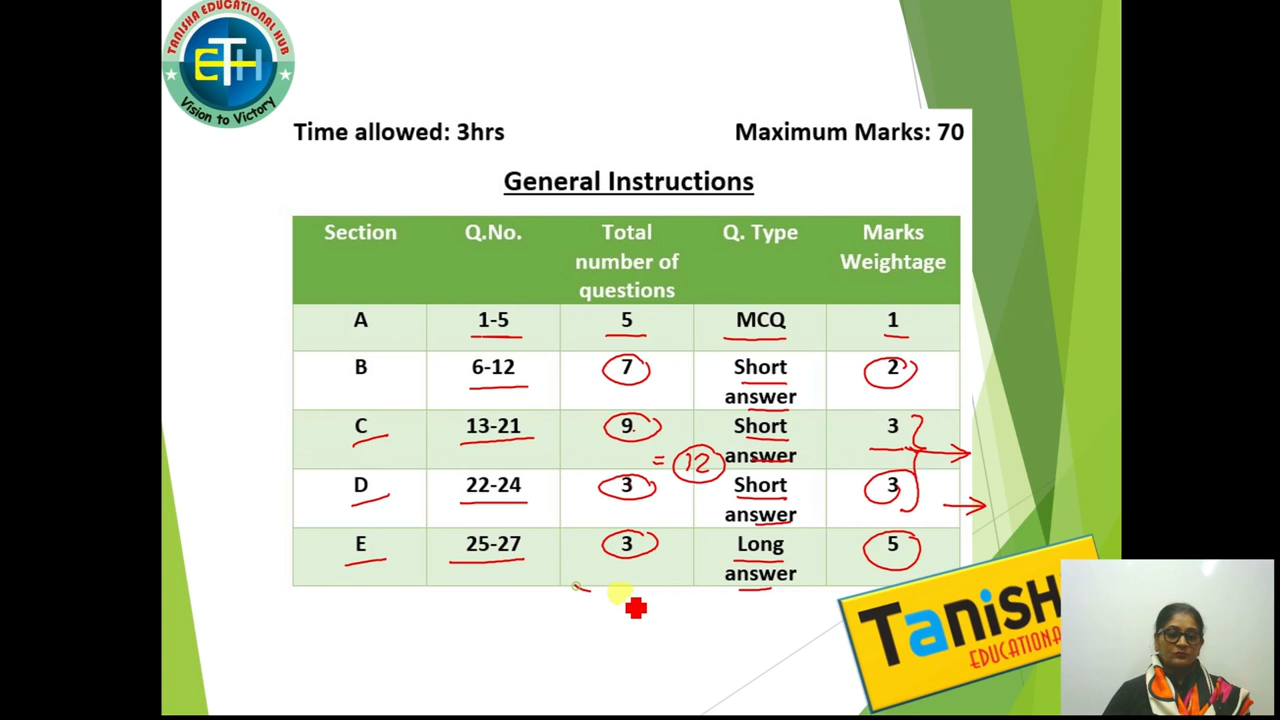 TANISHA EDUCATIONAL HUB
ETH
Vision to Victory
Time allowed: 3hrs Maximum Marks: 70
General Instructions
Section Q.No. Total number of questions Q. Type Marks Weightage
A 1-5 5 MCQ 1
B 6-12 7 Short answer 2
C 13-21 9 Short answer 3
= 12
D 22-24 3 Short answer 3
E 25-27 3 Long answer 5
TaniSH
EDUCATIONAL